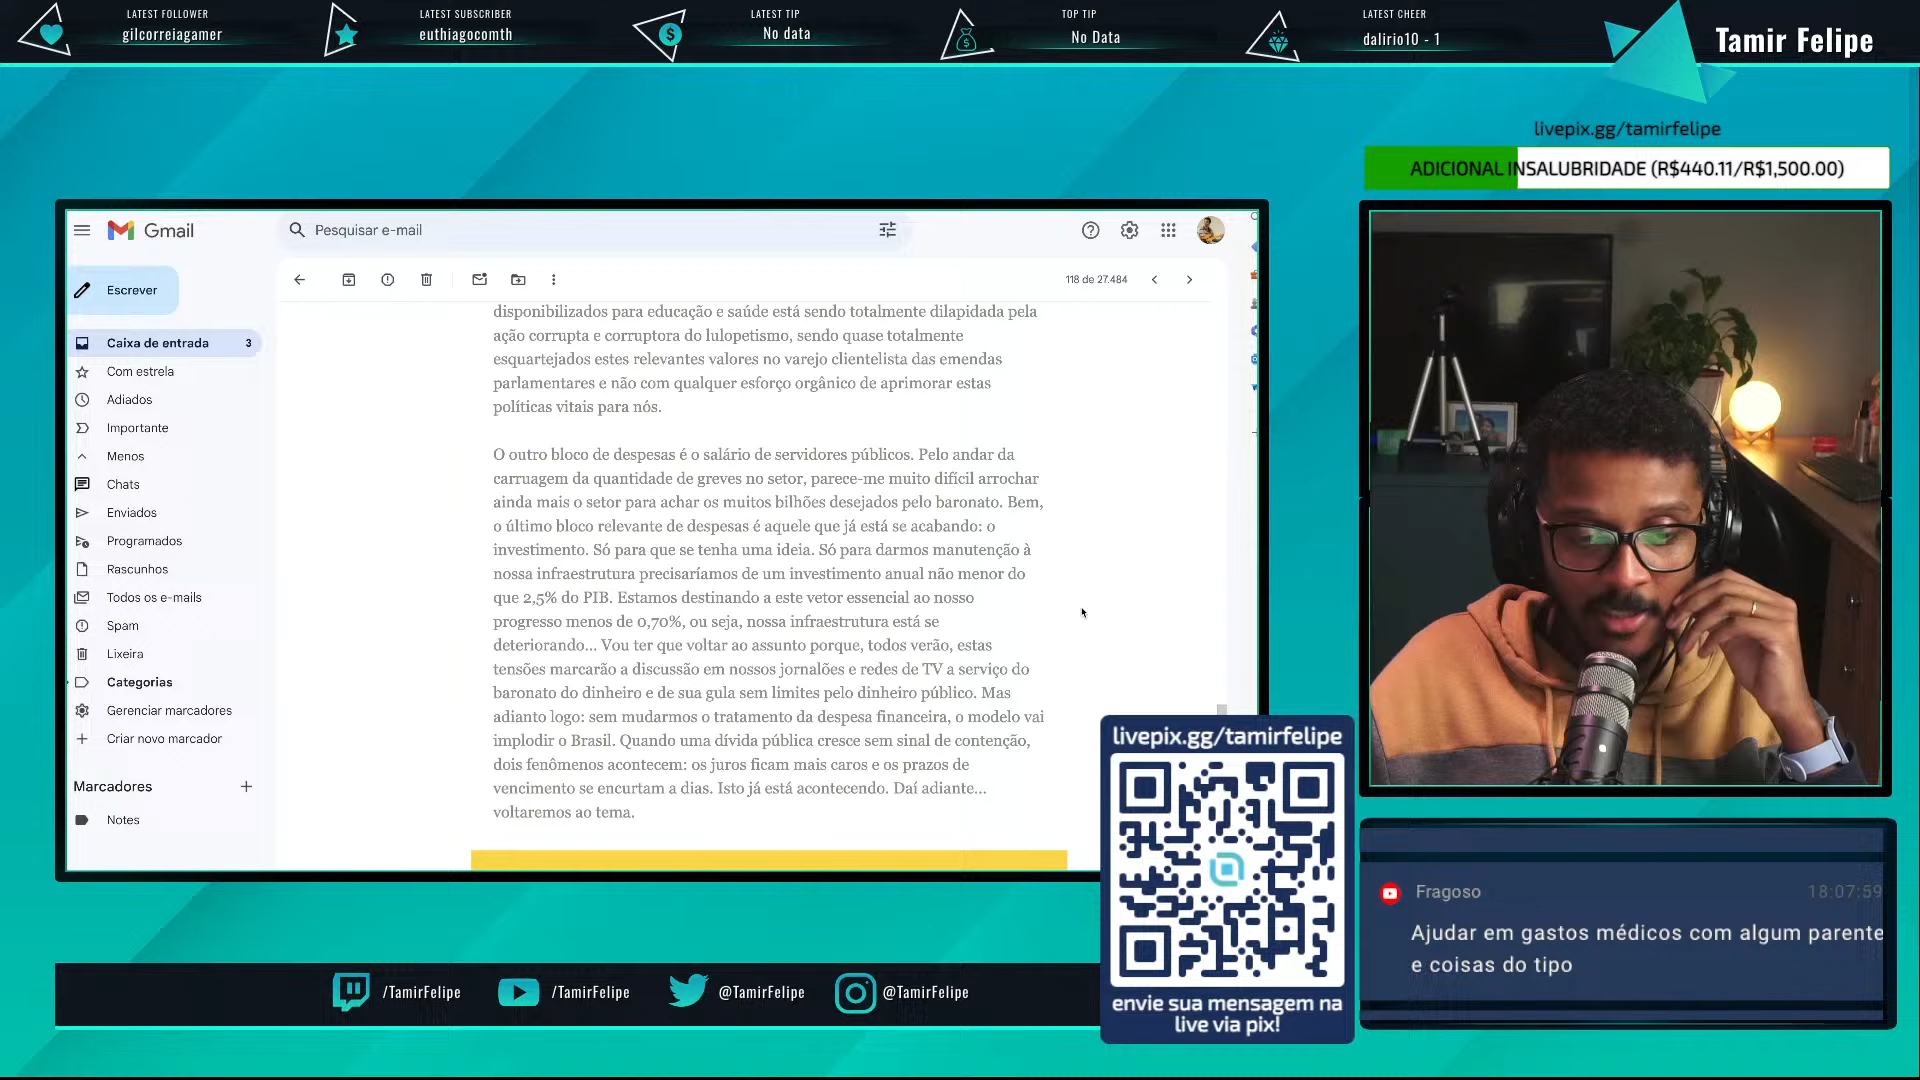 LATEST FOLLOWER
gilcorreiagamer
LATEST SUBSCRIBER
euthiagocomth
LATEST TIP
No data
TOP TIP
No Data
LATEST CHEER
dalirio10 - 1
Tamir Felipe
livepix.gg/tamirfelipe
ADICIONAL INSALUBRIDADE (R$440.11/R$1,500.00)
Gmail
Pesquisar e-mail
Escrever
118 de 27.484
Caixa de entrada 3
Com estrela
Adiados
Importante
Menos
Chats
Enviados
Programados
Rascunhos
Todos os e-mails
Spam
Lixeira
Categorias
Gerenciar marcadores
Criar novo marcador
Marcadores
Notes
disponibilizados para educação e saúde está sendo totalmente dilapidada pela
ação corrupta e corruptora do lulopetismo, sendo quase totalmente
esquartejados estes relevantes valores no varejo clientelista das emendas
parlamentares e não com qualquer esforço orgânico de aprimorar estas
políticas vitais para nós.
O outro bloco de despesas é o salário de servidores públicos. Pelo andar da
carruagem da quantidade de greves no setor, parece-me muito difícil arrochar
ainda mais o setor para achar os muitos bilhões desejados pelo baronato. Bem,
o último bloco relevante de despesas é aquele que já está se acabando: o
investimento. Só para que se tenha uma ideia. Só para darmos manutenção à
nossa infraestrutura precisaríamos de um investimento anual não menor do
que 2,5% do PIB. Estamos destinando a este vetor essencial ao nosso
progresso menos de 0,70%, ou seja, nossa infraestrutura está se
deteriorando... Vou ter que voltar ao assunto porque, todos verão, estas
tensões marcarão a discussão em nossos jornalões e redes de TV a serviço do
baronato do dinheiro e de sua gula sem limites pelo dinheiro público. Mas
adianto logo: sem mudarmos o tratamento da despesa financeira, o modelo vai
implodir o Brasil. Quando uma dívida pública cresce sem sinal de contenção,
dois fenômenos acontecem: os juros ficam mais caros e os prazos de
vencimento se encurtam a dias. Isto já está acontecendo. Daí adiante...
voltaremos ao tema.
livepix.gg/tamirfelipe
envie sua mensagem na
live via pix!
Fragoso 18:07:59
Ajudar em gastos médicos com algum parente
e coisas do tipo
/TamirFelipe
/TamirFelipe
@TamirFelipe
@TamirFelipe